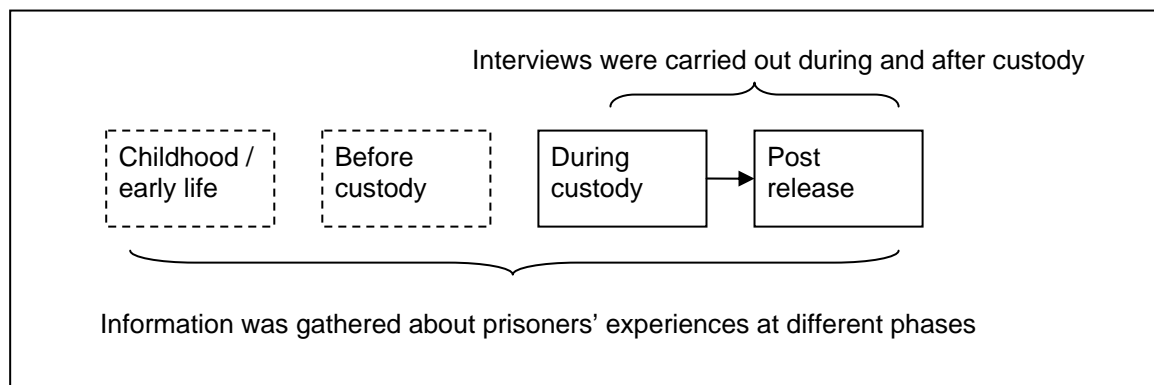 Interviews were carried out during and after custody
Childhood /
early life
Before
custody
During
custody
Post
release
Information was gathered about prisoners’ experiences at different phases